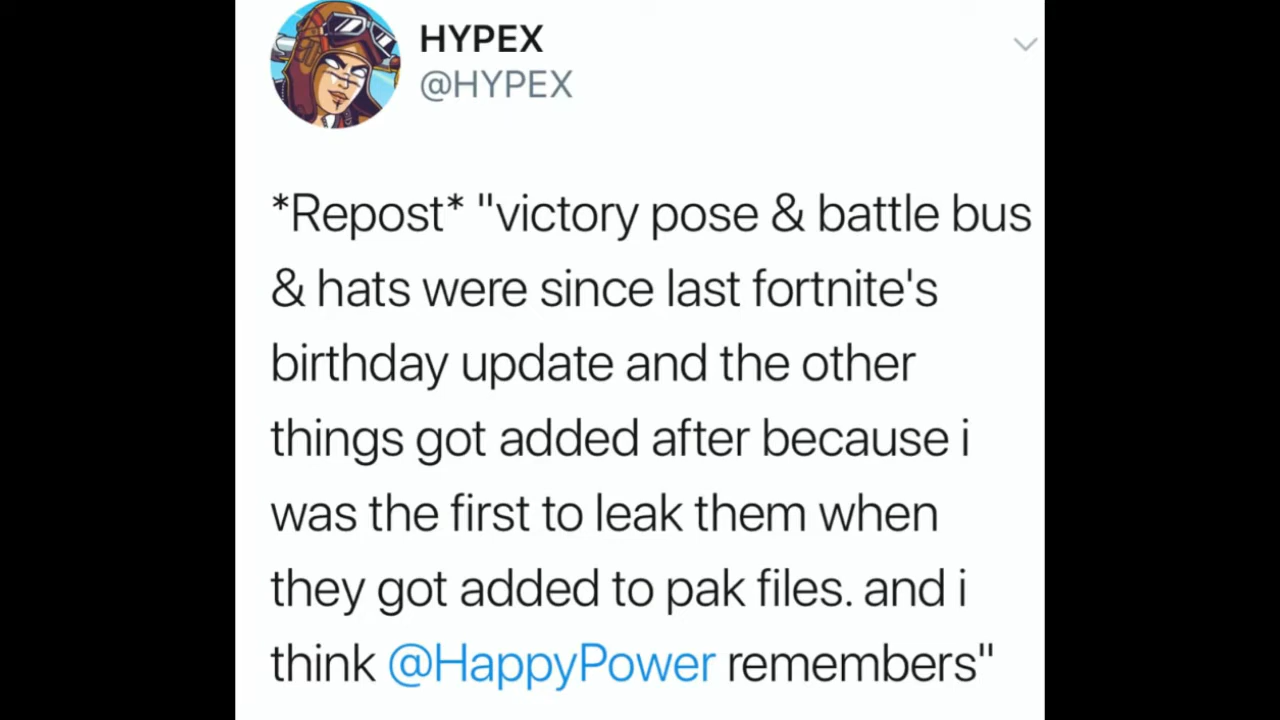 HYPEX
@HYPEX
*Repost* "victory pose & battle bus
& hats were since last fortnite's
birthday update and the other
things got added after because i
was the first to leak them when
they got added to pak files. and i
think @HappyPower remembers"